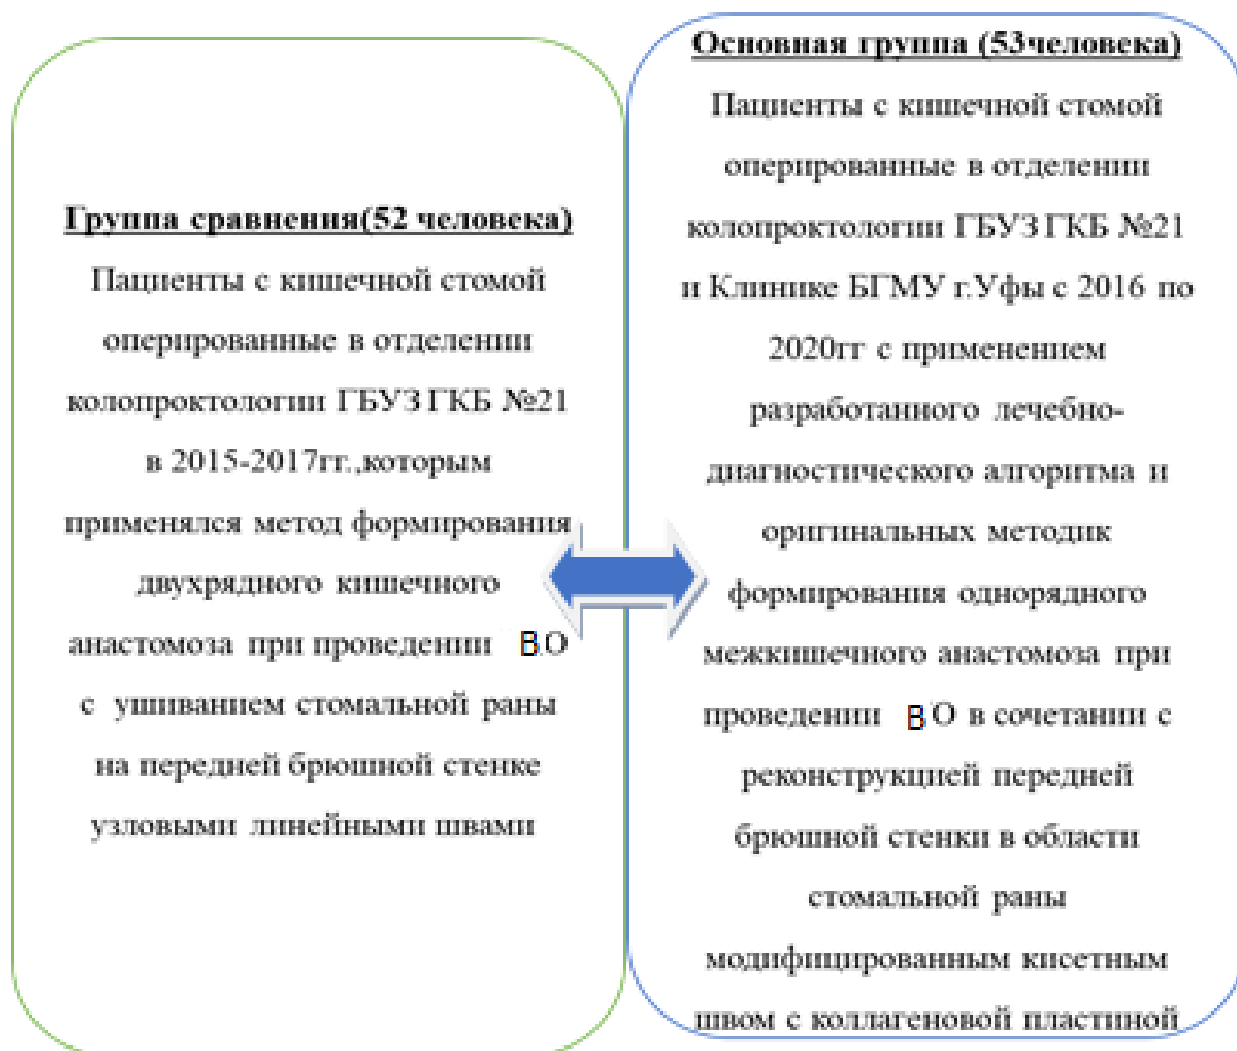 Группа сравнения(52 человека)
Пациенты с кишечной стомой
оперированные в отделении
колопроктологии ГБУЗ ГКБ №21
в 2015-2017гг.,которым
применялся метод формирования
двухрядного кишечного
анастомоза при проведении ВО
с ушиванием стомальной раны
на передней брюшной стенке
узловыми линейными швами
Основная группа (53человека)
Пациенты с кишечной стомой
оперированные в отделении
колопроктологии ГБУЗ ГКБ №21
и Клинике БГМУ г.Уфы с 2016 по
2020гг с применением
разработанного лечебно-
диагностического алгоритма и
оригинальных методик
формирования однорядного
межкишечного анастомоза при
проведении ВО в сочетании с
реконструкцией передней
брюшной стенки в области
стомальной раны
модифицированным кисетным
швом с коллагеновой пластиной